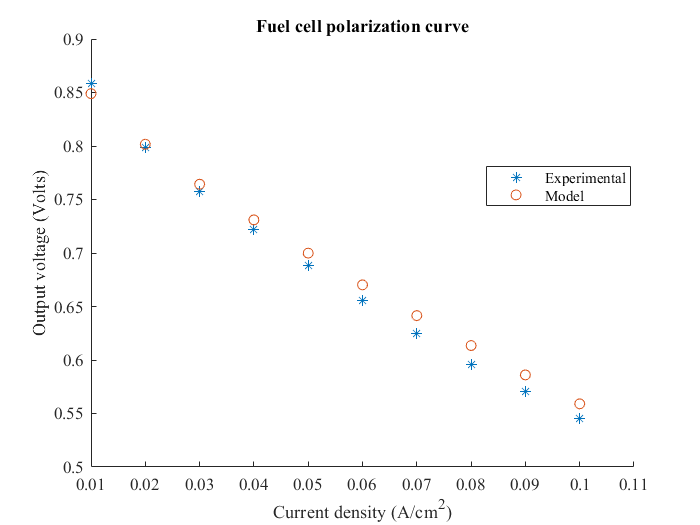 Fuel cell polarization curve
0.9
0.85
0.8
0.75
0.7
0.65
0.6
0.55
0.5
Output voltage (Volts)
Experimental
Model
0.01 0.02 0.03 0.04 0.05 0.06 0.07 0.08 0.09 0.1 0.11
Current density (A/cm²)